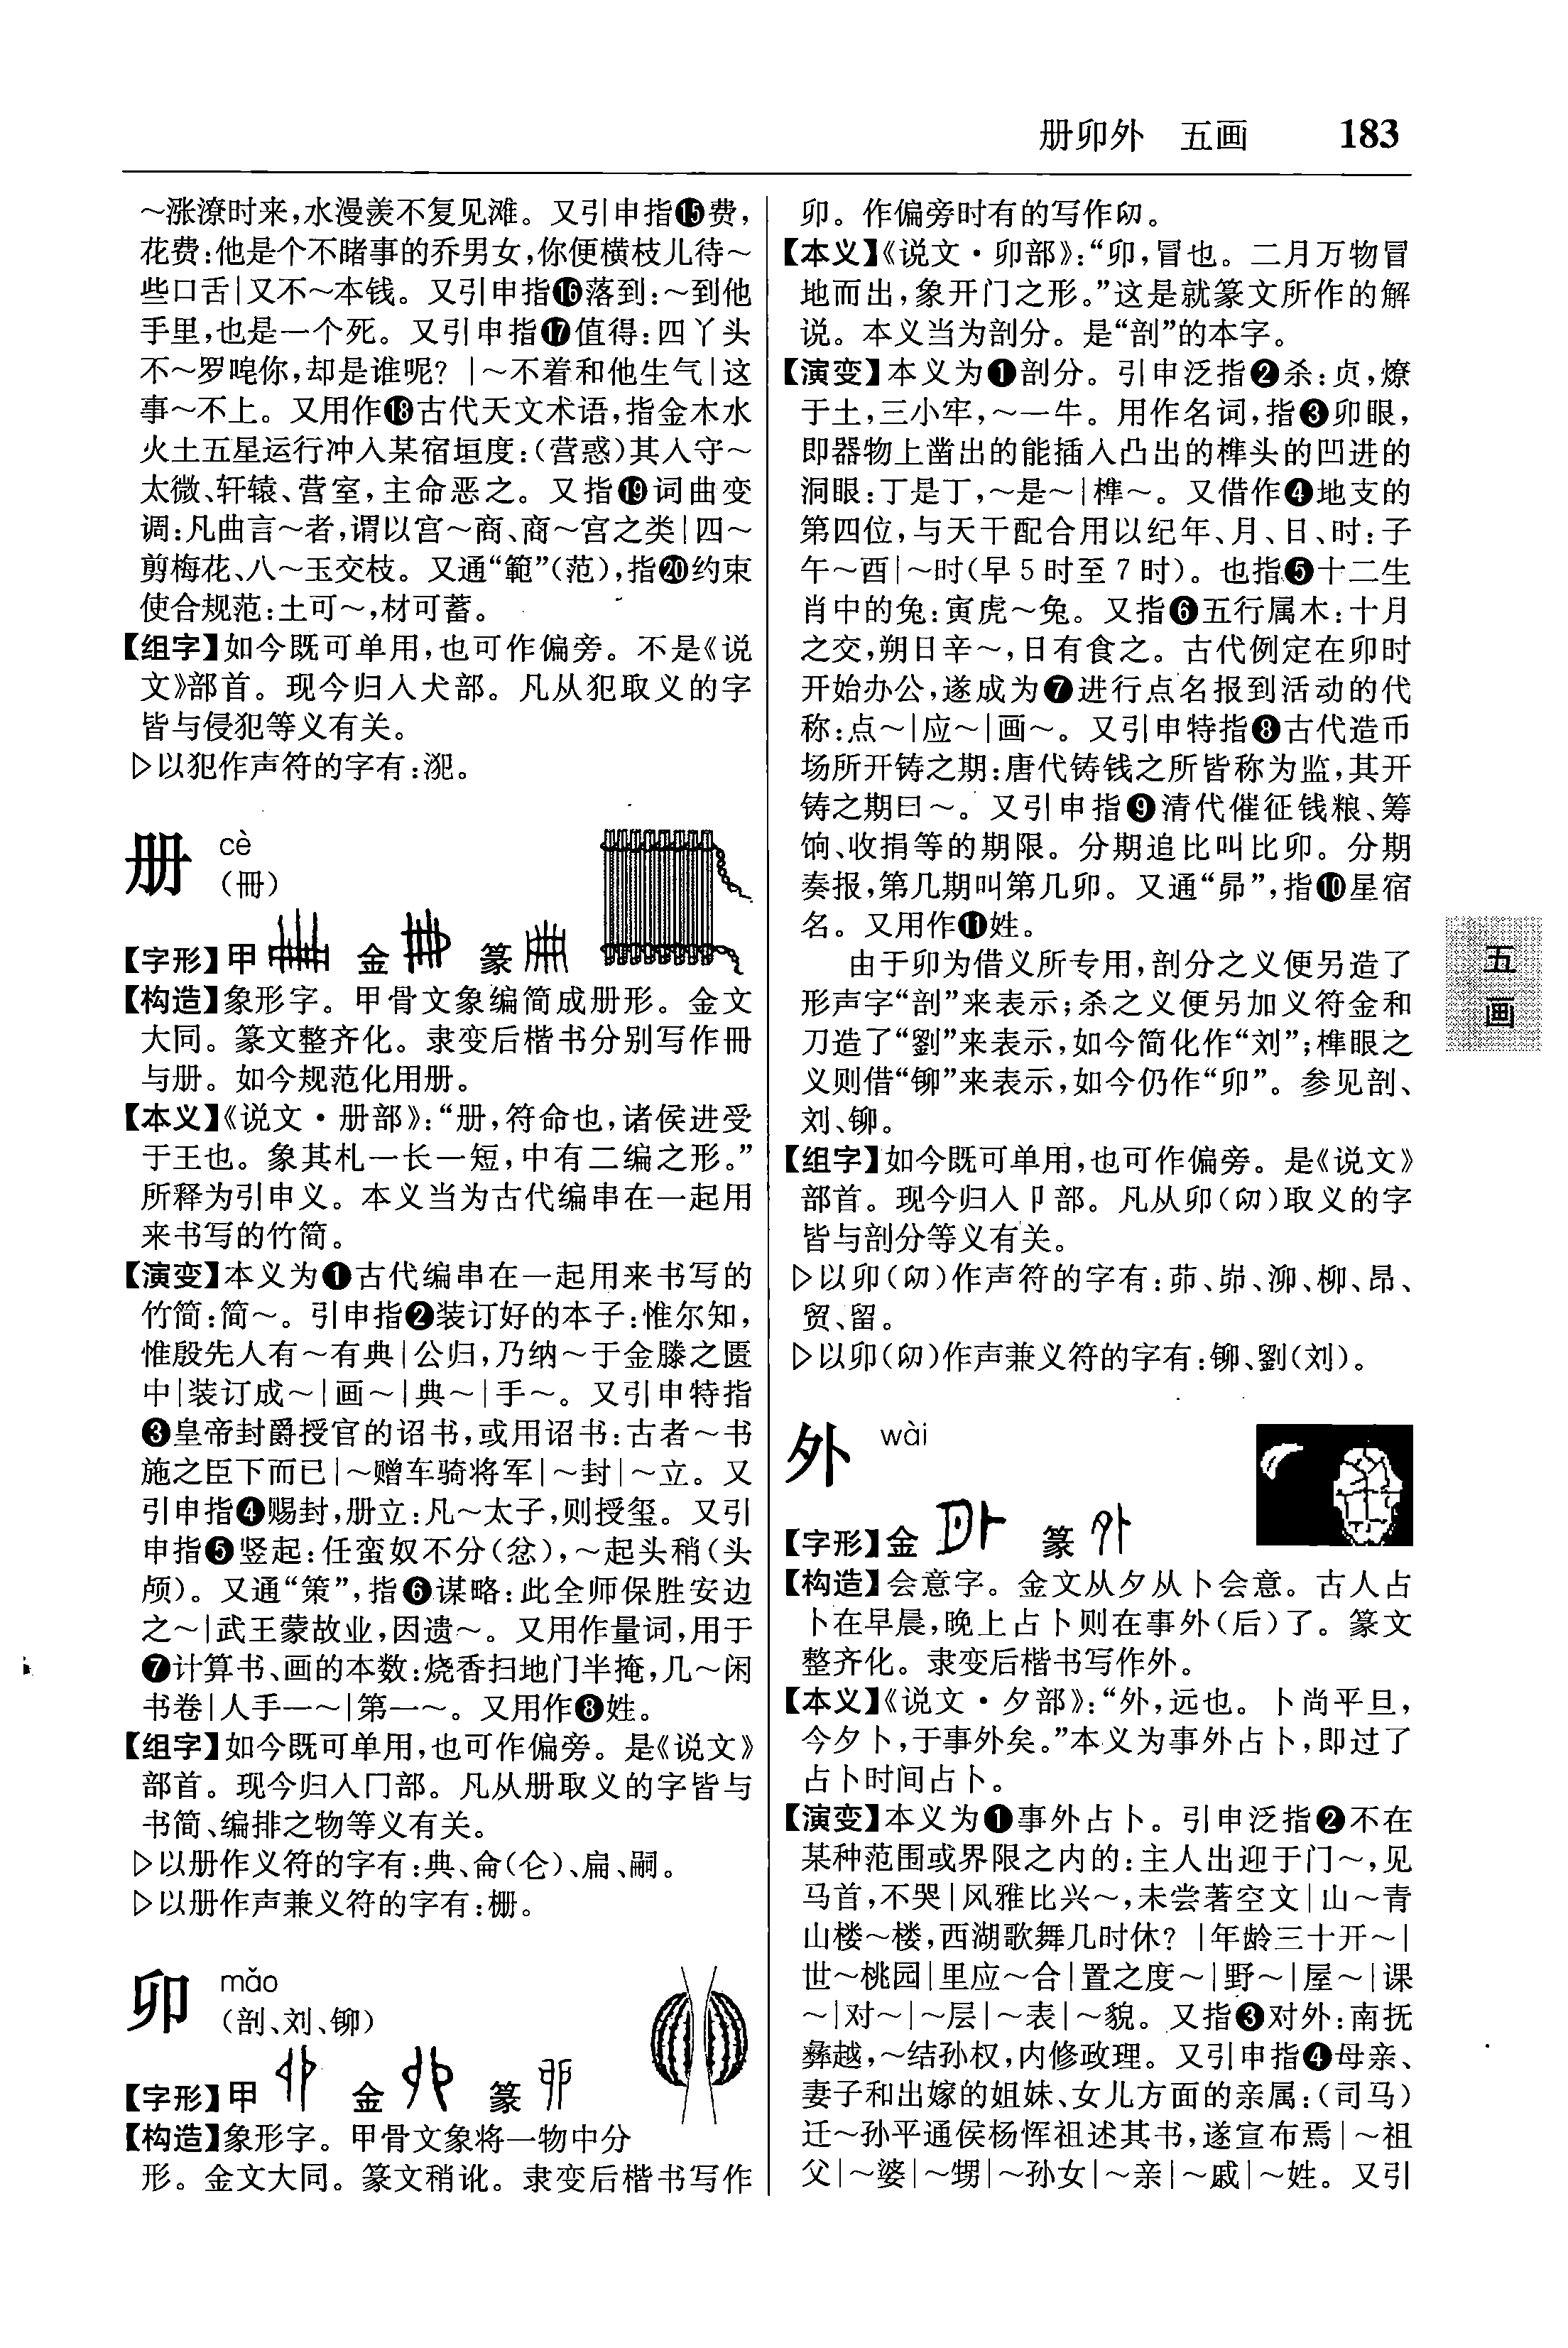 册卯外 五画 183
～涨潦时来,水漫羡不复见滩。又引申指⓯费,
花费:他是个不睹事的乔男女,你便横枝儿待～
些口舌|又不～本钱。又引申指⓰落到:～到他
手里,也是一个死。又引申指⓱值得:四丫头
不～罗唣你,却是谁呢?|～不着和他生气|这
事～不上。又用作⓲古代天文术语,指金木水
火土五星运行冲入某宿垣度:(营惑)其入守～
太微、轩辕、营室,主命恶之。又指⓳词曲变
调:凡曲言～者,谓以宫～商、商～宫之类|四～
剪梅花、八～玉交枝。又通“範”(范),指⓴约束
使合规范:土可～,材可蓄。
【组字】如今既可单用,也可作偏旁。不是《说
文》部首。现今归入犬部。凡从犯取义的字
皆与侵犯等义有关。
▷以犯作声符的字有:㴀。
册 cè
(冊)
【字形】甲 金 篆
【构造】象形字。甲骨文象编简成册形。金文
大同。篆文整齐化。隶变后楷书分别写作冊
与册。如今规范化用册。
【本义】《说文·册部》:“册,符命也,诸侯进受
于王也。象其札一长一短,中有二编之形。”
所释为引申义。本义当为古代编串在一起用
来书写的竹简。
【演变】本义为❶古代编串在一起用来书写的
竹简:简～。引申指❷装订好的本子:惟尔知,
惟殷先人有～有典|公归,乃纳～于金滕之匮
中|装订成～|画～|典～|手～。又引申特指
❸皇帝封爵授官的诏书,或用诏书:古者～书
施之臣下而已|～赠车骑将军|～封|～立。又
引申指❹赐封,册立:凡～太子,则授玺。又引
申指❺竖起:任蛮奴不分(忿),～起头稍(头
颅)。又通“策”,指❻谋略:此全师保胜安边
之～|武王蒙故业,因遗～。又用作量词,用于
❼计算书、画的本数:烧香扫地门半掩,几～闲
书卷|人手一～|第一～。又用作❽姓。
【组字】如今既可单用,也可作偏旁。是《说文》
部首。现今归入冂部。凡从册取义的字皆与
书简、编排之物等义有关。
▷以册作义符的字有:典、侖(仑)、扁、嗣。
▷以册作声兼义符的字有:栅。
卯 mǎo
(剖、刘、铆)
【字形】甲 金 篆
【构造】象形字。甲骨文象将一物中分
形。金文大同。篆文稍讹。隶变后楷书写作
卯。作偏旁时有的写作𫝀。
【本义】《说文·卯部》:“卯,冒也。二月万物冒
地而出,象开门之形。”这是就篆文所作的解
说。本义当为剖分。是“剖”的本字。
【演变】本义为❶剖分。引申泛指❷杀:贞,燎
于土,三小牢,～一牛。用作名词,指❸卯眼,
即器物上凿出的能插入凸出的榫头的凹进的
洞眼:丁是丁,～是～|榫～。又借作❹地支的
第四位,与天干配合用以纪年、月、日、时:子
午～酉|～时(早5时至7时)。也指❺十二生
肖中的兔:寅虎～兔。又指❻五行属木:十月
之交,朔日辛～,日有食之。古代例定在卯时
开始办公,遂成为❼进行点名报到活动的代
称:点～|应～|画～。又引申特指❽古代造币
场所开铸之期:唐代铸钱之所皆称为监,其开
铸之期曰～。又引申指❾清代催征钱粮、筹
饷、收捐等的期限。分期追比叫比卯。分期
奏报,第几期叫第几卯。又通“昴”,指❿星宿
名。又用作⓫姓。
由于卯为借义所专用,剖分之义便另造了
形声字“剖”来表示;杀之义便另加义符金和
刀造了“劉”来表示,如今简化作“刘”;榫眼之
义则借“铆”来表示,如今仍作“卯”。参见剖、
刘、铆。
【组字】如今既可单用,也可作偏旁。是《说文》
部首。现今归入卩部。凡从卯(𫝀)取义的字
皆与剖分等义有关。
▷以卯(𫝀)作声符的字有:茆、峁、泖、柳、昴、
贸、留。
▷以卯(𫝀)作声兼义符的字有:铆、劉(刘)。
外 wài
【字形】金 篆
【构造】会意字。金文从夕从卜会意。古人占
卜在早晨,晚上占卜则在事外(后)了。篆文
整齐化。隶变后楷书写作外。
【本义】《说文·夕部》:“外,远也。卜尚平旦,
今夕卜,于事外矣。”本义为事外占卜,即过了
占卜时间占卜。
【演变】本义为❶事外占卜。引申泛指❷不在
某种范围或界限之内的:主人出迎于门～,见
马首,不哭|风雅比兴～,未尝著空文|山～青
山楼～楼,西湖歌舞几时休?|年龄三十开～|
世～桃园|里应～合|置之度～|野～|屋～|课
～|对～|～层|～表|～貌。又指❸对外:南抚
彝越,～结孙权,内修政理。又引申指❹母亲、
妻子和出嫁的姐妹、女儿方面的亲属:(司马)
迁～孙平通侯杨恽祖述其书,遂宣布焉|～祖
父|～婆|～甥|～孙女|～亲|～戚|～姓。又引
五
画